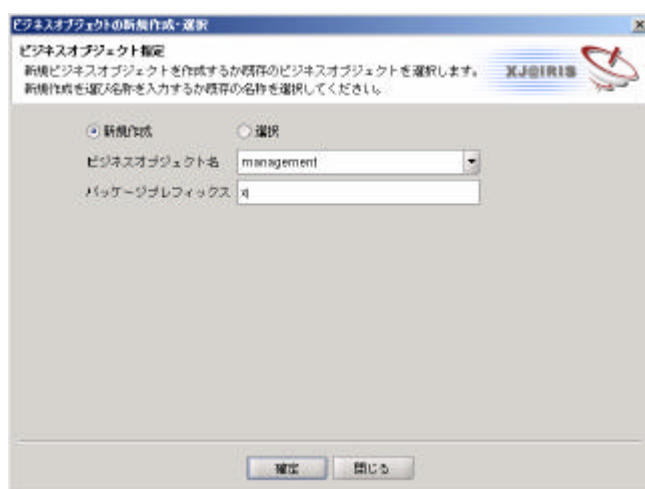 ビジネスオブジェクトの新規作成・選択
ビジネスオブジェクト指定
新規ビジネスオブジェクトを作成するか既存のビジネスオブジェクトを選択します。
新規作成を選び名称を入力するか既存の名称を選択してください。
XJOIRIS
新規作成 選択
ビジネスオブジェクト名 management
パッケージプレフィックス xj
確定 閉じる